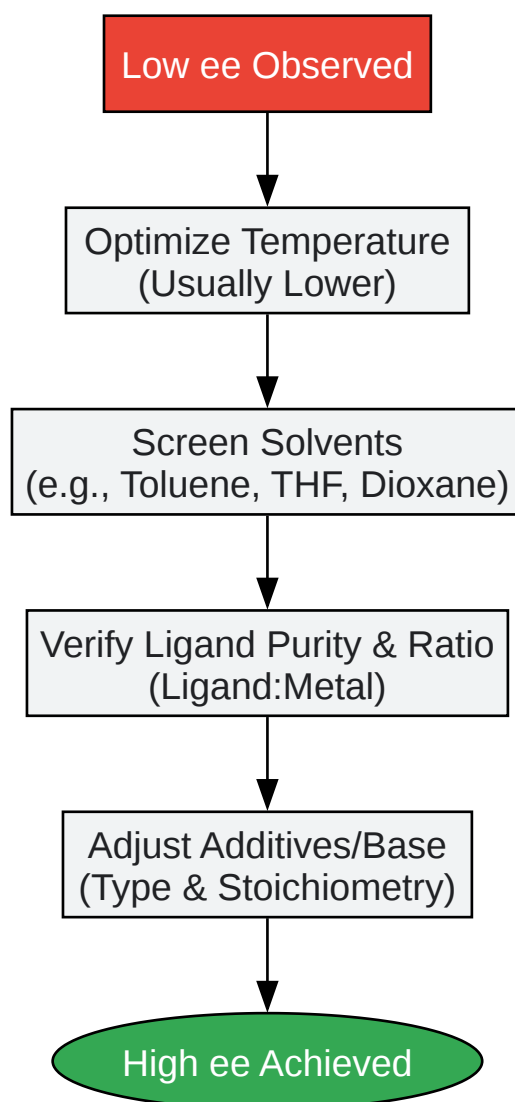 Low ee Observed
Optimize Temperature
(Usually Lower)
Screen Solvents
(e.g., Toluene, THF, Dioxane)
Verify Ligand Purity & Ratio
(Ligand:Metal)
Adjust Additives/Base
(Type & Stoichiometry)
High ee Achieved